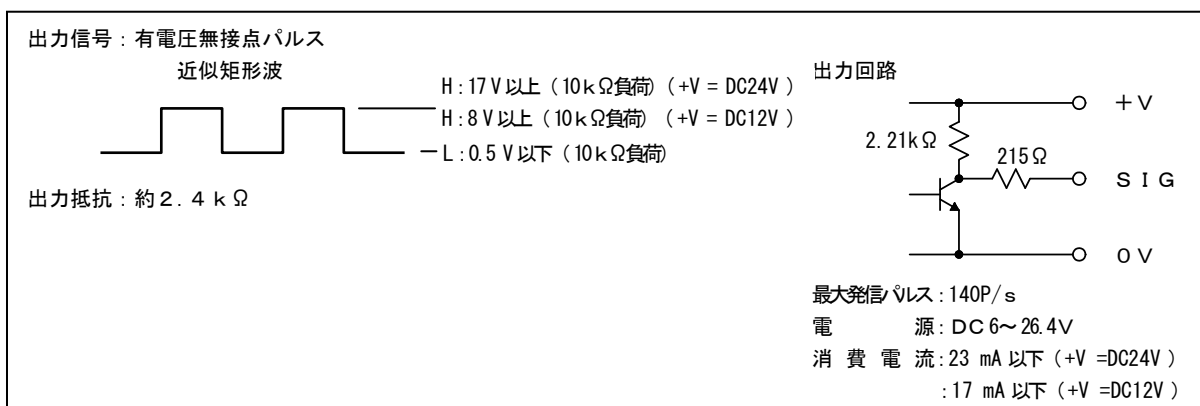 出力信号：有電圧無接点パルス
近似矩形波
H：17V以上（10kΩ負荷）（+V = DC24V）
H：8V以上（10kΩ負荷）（+V = DC12V）
L：0.5V以下（10kΩ負荷）
出力抵抗：約2.4kΩ
出力回路
+V
2.21kΩ
215Ω
SIG
0V
最大発信パルス：140P/s
電　　　源：DC6～26.4V
消費電流：23 mA以下（+V =DC24V）
：17 mA以下（+V =DC12V）